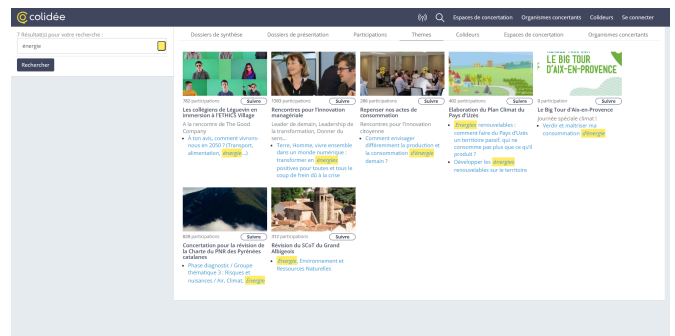 colidée
Espaces de concertation Organismes concertants Colideurs Se connecter
7 Résultat(s) pour votre recherche :
énergie
Rechercher
Dossiers de synthèse Dossiers de présentation Participations Themes Colideurs Espaces de concertation Organismes concertants
782 participations Suivre
Les collégiens de Léguevin en
immersion à l'ETHICS Village
A la rencontre de The Good
Company
A ton avis, comment vivrons-
nous en 2050 ? (Transport,
alimentation, énergie...)
1080 participations Suivre
Rencontres pour l'innovation
managériale
Leader de demain, Leadership de
la transformation, Donner du
sens...
Terre, Homme, vivre ensemble
dans un monde numérique :
transformer en énergies
positives pour toutes et tous le
coup de frein dû à la crise
286 participations Suivre
Repenser nos actes de
consommation
Rencontres pour l'innovation
citoyenne
Comment envisager
différemment la production et
la consommation d'énergie
demain ?
402 participations Suivre
Elaboration du Plan Climat du
Pays d'Uzès
Energies renouvelables :
comment faire du Pays d'Uzès
un territoire passif, qui ne
consomme pas plus que ce qu'il
produit ?
Développer les énergies
renouvelables sur le territoire
LE BIG TOUR
D'AIX-EN-PROVENCE
participation Suivre
Le Big Tour d'Aix-en-Provence
Journée spéciale climat !
Verdir et maîtriser ma
consommation d'énergie
828 participations Suivre
Concertation pour la révision de
la Charte du PNR des Pyrénées
catalanes
Phase diagnostic / Groupe
thématique 3 : Risques et
nuisances / Air, Climat, Énergie
312 participations Suivre
Révision du SCoT du Grand
Albigeois
Énergie, Environnement et
Ressources Naturelles